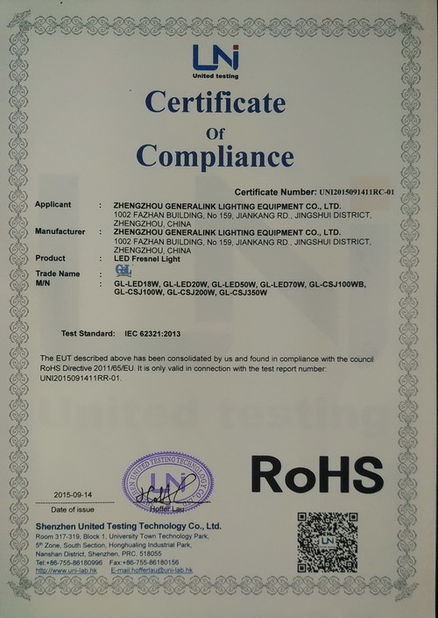 LNi
United testing
Certificate
Of
Compliance
Certificate Number: UNI2015091411RC-01
Applicant : ZHENGZHOU GENERALINK LIGHTING EQUIPMENT CO., LTD.
1002 FAZHAN BUILDING, No 159, JIANKANG RD., JINGSHUI DISTRICT,
ZHENGZHOU, CHINA
Manufacturer : ZHENGZHOU GENERALINK LIGHTING EQUIPMENT CO., LTD.
1002 FAZHAN BUILDING, No 159, JIANKANG RD., JINGSHUI DISTRICT,
ZHENGZHOU, CHINA
Product : LED Fresnel Light
Trade Name :
M/N : GL-LED18W, GL-LED20W, GL-LED50W, GL-LED70W, GL-CSJ100WB,
GL-CSJ100W, GL-CSJ200W, GL-CSJ350W
Test Standard: IEC 62321:2013
The EUT described above has been consolidated by us and found in compliance with the council
RoHS Directive 2011/65/EU. It is only valid in connection with the test report number:
UNI2015091411RR-01.
United testing
RoHS
2015-09-14
Date of issue
Hoffer Lau
LNi
Shenzhen United Testing Technology Co., Ltd.
Room 317-319, Block 1, University Town Technology Park,
5th Zone, South Section, Honghualing Industrial Park,
Nanshan District, Shenzhen, PRC. 518055
Tel:+86-755-86180996 Fax:+86-755-86180156
http://www.uni-lab.hk E-mail.hofferlau@uni-lab.hk